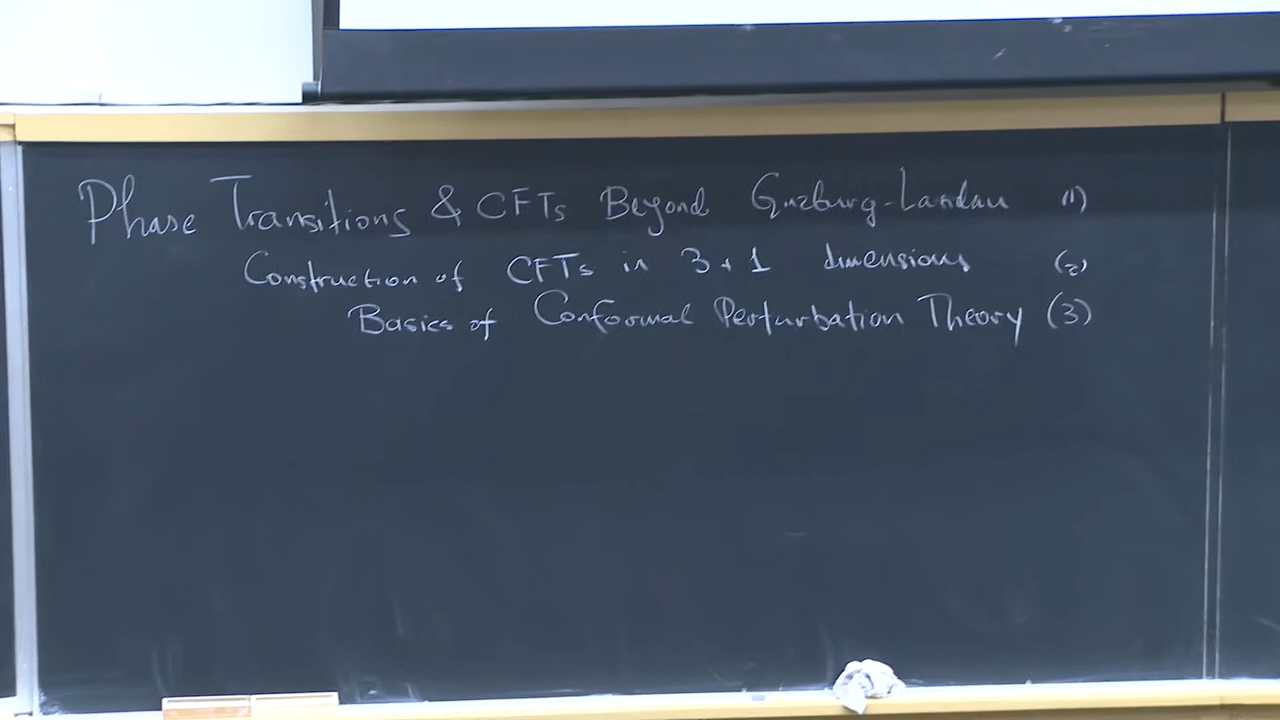 Phase Transitions & CFTs Beyond Ginzburg-Landau (1)
Construction of CFTs in 3+1 dimensions (2)
Basics of Conformal Perturbation Theory (3)